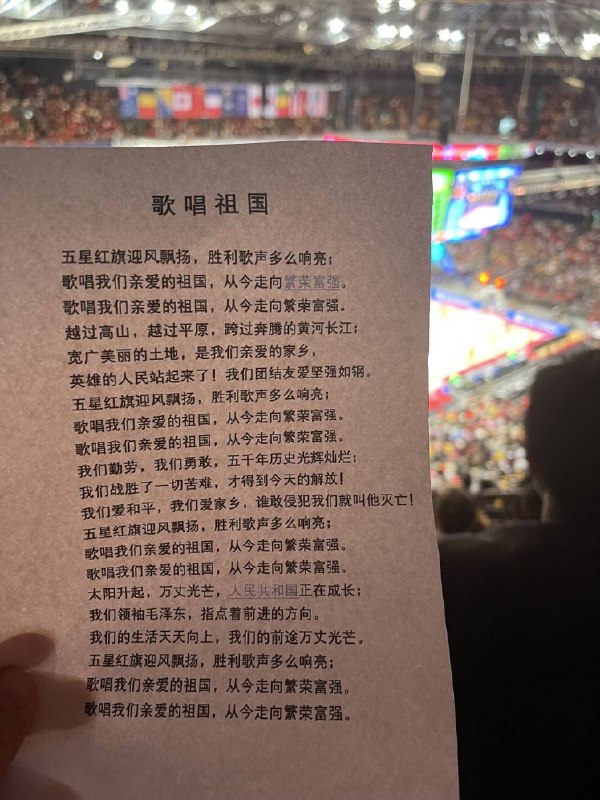 歌唱祖国
五星红旗迎风飘扬，胜利歌声多么响亮；
歌唱我们亲爱的祖国，从今走向繁荣富强。
歌唱我们亲爱的祖国，从今走向繁荣富强。
越过高山，越过平原，跨过奔腾的黄河长江；
宽广美丽的土地，是我们亲爱的家乡，
英雄的人民站起来了！我们团结友爱坚强如钢。
五星红旗迎风飘扬，胜利歌声多么响亮；
歌唱我们亲爱的祖国，从今走向繁荣富强。
歌唱我们亲爱的祖国，从今走向繁荣富强。
我们勤劳，我们勇敢，五千年历史光辉灿烂；
我们战胜了一切苦难，才得到今天的解放！
我们爱和平，我们爱家乡，谁敢侵犯我们就叫他灭亡！
五星红旗迎风飘扬，胜利歌声多么响亮；
歌唱我们亲爱的祖国，从今走向繁荣富强。
歌唱我们亲爱的祖国，从今走向繁荣富强。
太阳升起，万丈光芒，人民共和国正在成长；
我们领袖毛泽东，指点着前进的方向。
我们的生活天天向上，我们的前途万丈光芒。
五星红旗迎风飘扬，胜利歌声多么响亮；
歌唱我们亲爱的祖国，从今走向繁荣富强。
歌唱我们亲爱的祖国，从今走向繁荣富强。